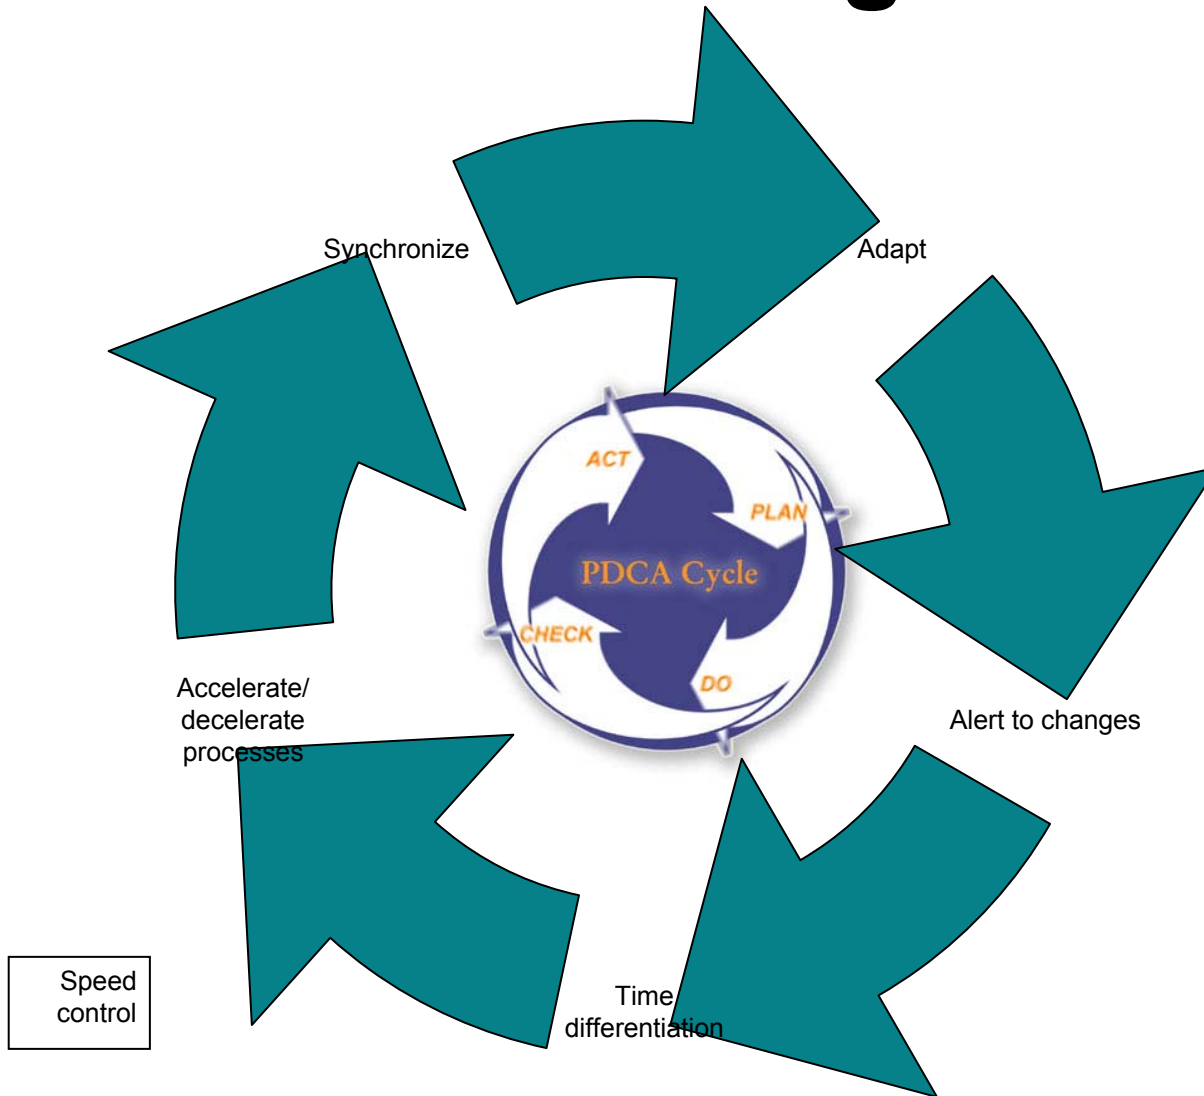 Synchronize
Adapt
ACT
PLAN
PDCA Cycle
CHECK
DO
Accelerate/
decelerate
processes
Alert to changes
Speed
control
Time
differentiation